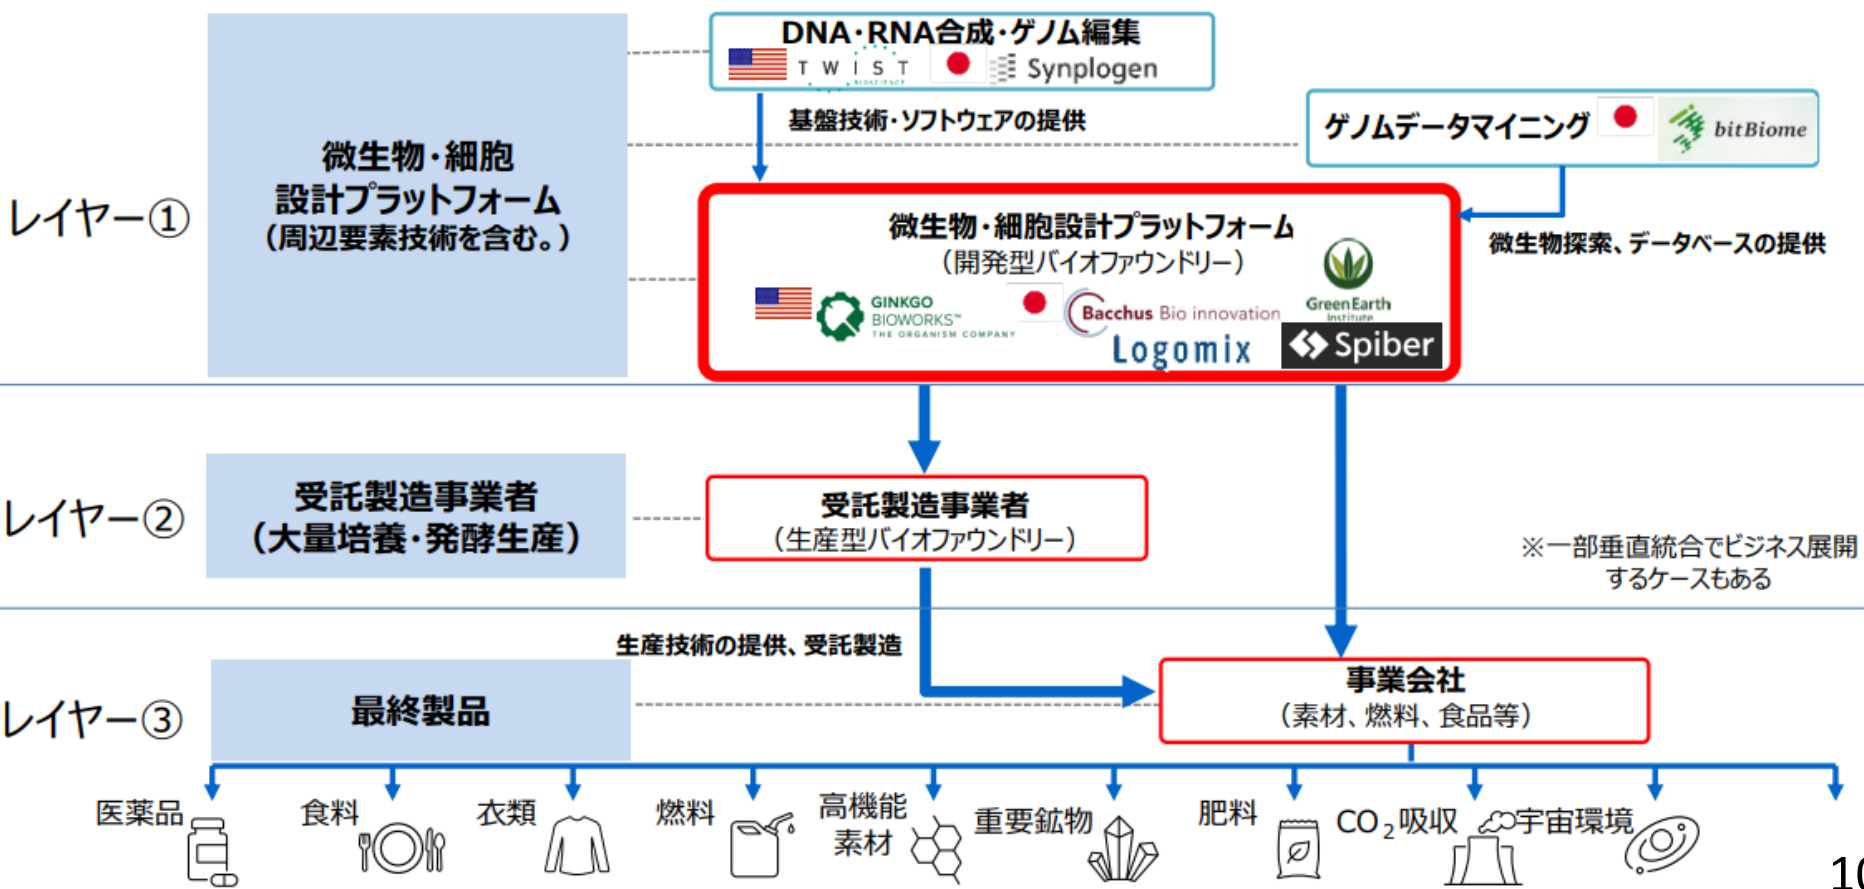 DNA・RNA合成・ゲノム編集
TWIST
BIOSCIENCE
Synplogen
基盤技術・ソフトウェアの提供
ゲノムデータマイニング
bitBiome
微生物探索、データベースの提供
レイヤー①
微生物・細胞
設計プラットフォーム
（周辺要素技術を含む。）
微生物・細胞設計プラットフォーム
（開発型バイオファウンドリー）
GINKGO
BIOWORKS™
THE ORGANISM COMPANY
Bacchus Bio innovation
Logomix
Green Earth
Institute
Spiber
レイヤー②
受託製造事業者
（大量培養・発酵生産）
受託製造事業者
（生産型バイオファウンドリー）
※一部垂直統合でビジネス展開
するケースもある
生産技術の提供、受託製造
レイヤー③
最終製品
事業会社
（素材、燃料、食品等）
医薬品
食料
衣類
燃料
高機能
素材
重要鉱物
肥料
CO₂吸収
宇宙環境
10